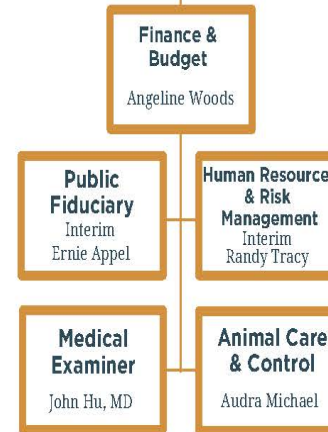 Finance &
Budget
Angeline Woods
Public
Fiduciary
Interim
Ernie Appel
Human Resource
& Risk
Management
Interim
Randy Tracy
Medical
Examiner
John Hu, MD
Animal Care
& Control
Audra Michael